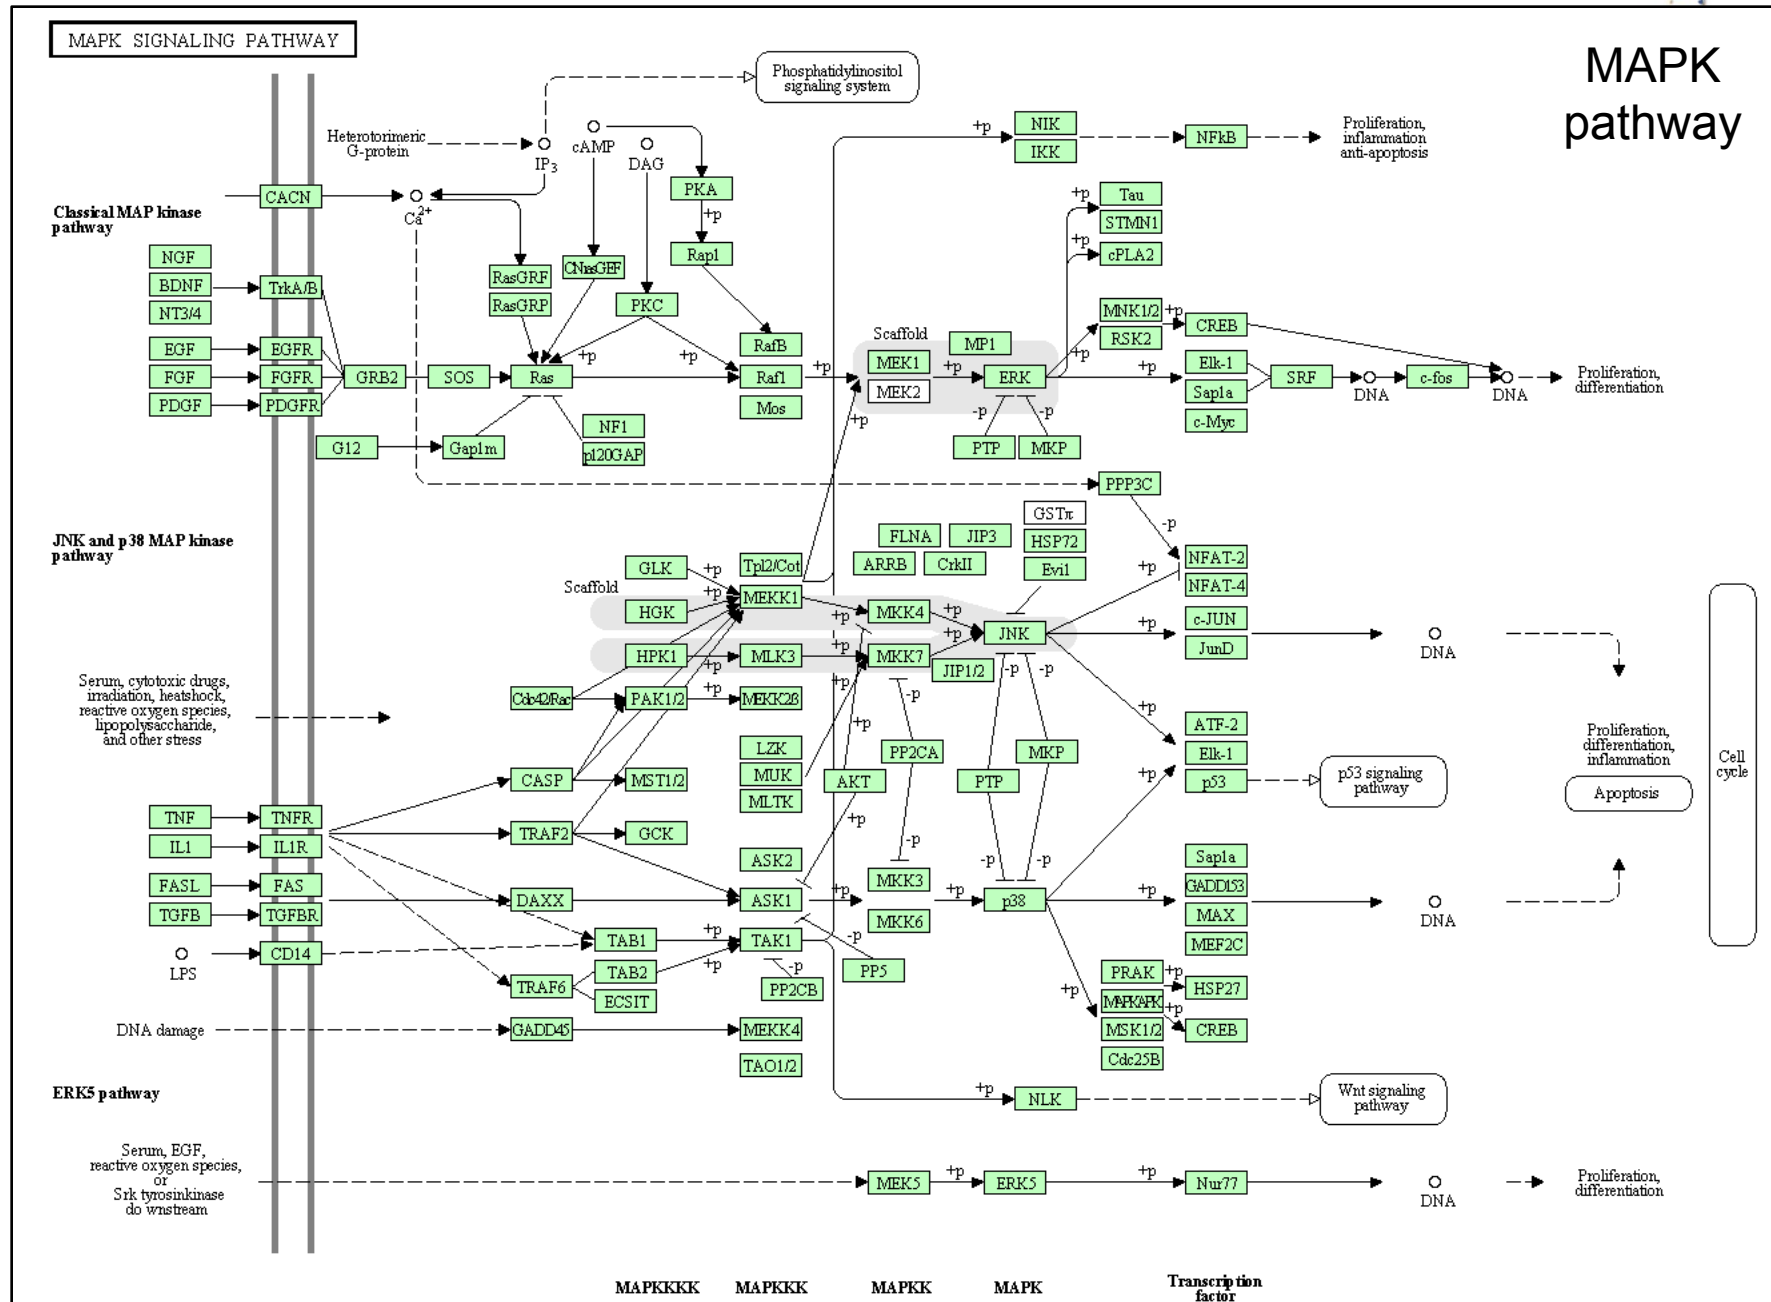 MAPK SIGNALING PATHWAY
MAPK
pathway
Phosphatidylinositol
signaling system
Heterotorimeric
G-protein
IP3
cAMP
DAG
+p
NIK
IKK
NFkB
Proliferation,
inflammation
anti-apoptosis
CACN
Ca2+
PKA
+p
Rap1
+p
Tau
STMN1
+p
cPLA2
Classical MAP kinase
pathway
NGF
BDNF
NT3/4
TrkA/B
RasGRF
RasGRP
CNrasGEF
PKC
RafB
Scaffold
MP1
+p
MNK1/2
RSK2
+p
CREB
EGF
EGFR
FGF
FGFR
PDGF
PDGFR
GRB2
SOS
Ras
+p
+p
Raf1
Mos
+p
MEK1
MEK2
+p
ERK
+p
+p
Elk-1
Sap1a
c-Myc
SRF
DNA
c-fos
DNA
Proliferation,
differentiation
G12
Gap1m
NF1
p120GAP
+p
-p
-p
PTP
MKP
PPP3C
-p
JNK and p38 MAP kinase
pathway
Scaffold
GLK
+p
+p
HGK
Tpl2/Cot
MEKK1
+p
FLNA
JIP3
ARRB
CrkII
GSTπ
HSP72
Evi1
+p
NFAT-2
NFAT-4
MKK4
+p
JNK
+p
c-JUN
JunD
DNA
HPK1
+p
MLK3
+p
MKK7
+p
JIP1/2
-p
-p
Serum, cytotoxic drugs,
irradiation, heatshock,
reactive oxygen species,
lipopolysaccharide,
and other stress
Cdc42/Rac
PAK1/2
+p
MEKK2/3
+p
-p
+p
LZK
MUK
MLTK
AKT
PP2CA
PTP
MKP
ATF-2
Elk-1
p53
p53 signaling
pathway
Proliferation,
differentiation,
inflammation
Apoptosis
Cell
cycle
CASP
MST1/2
TNF
TNFR
IL1
IL1R
TRAF2
GCK
+p
-p
-p
-p
+p
ASK2
MKK3
MKK6
Sap1a
GADD153
MAX
MEF2C
FASL
FAS
TGFB
TGFBR
DAXX
ASK1
+p
+p
p38
+p
DNA
LPS
CD14
TAB1
+p
TAK1
-p
PP5
TRAF6
TAB2
ECSIT
+p
-p
PP2CB
+p
PRAK
MAPKAPK
MSK1/2
Cdc25B
+p
+p
HSP27
CREB
DNA damage
GADD45
MEKK4
TAO1/2
ERK5 pathway
+p
NLK
Wnt signaling
pathway
Serum, EGF,
reactive oxygen species,
or
Srk tyrosinkinase
do wnstream
MEK5
+p
ERK5
+p
Nur77
DNA
Proliferation,
differentiation
MAPKKKK
MAPKKK
MAPKK
MAPK
Transcription
factor